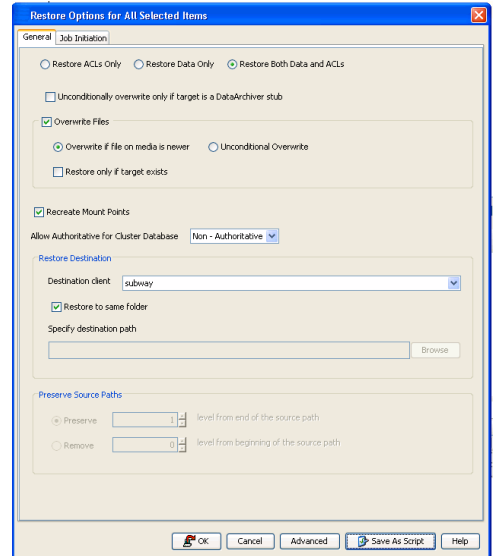 Restore Options for All Selected Items
General Job Initiation
Restore ACLs Only Restore Data Only Restore Both Data and ACLs
Unconditionally overwrite only if target is a DataArchiver stub
Overwrite Files
Overwrite if file on media is newer Unconditional Overwrite
Restore only if target exists
Recreate Mount Points
Allow Authoritative for Cluster Database Non - Authoritative
Restore Destination
Destination client subway
Restore to same folder
Specify destination path
Browse
Preserve Source Paths
Preserve 1 level from end of the source path
Remove 0 level from beginning of the source path
OK Cancel Advanced Save As Script Help